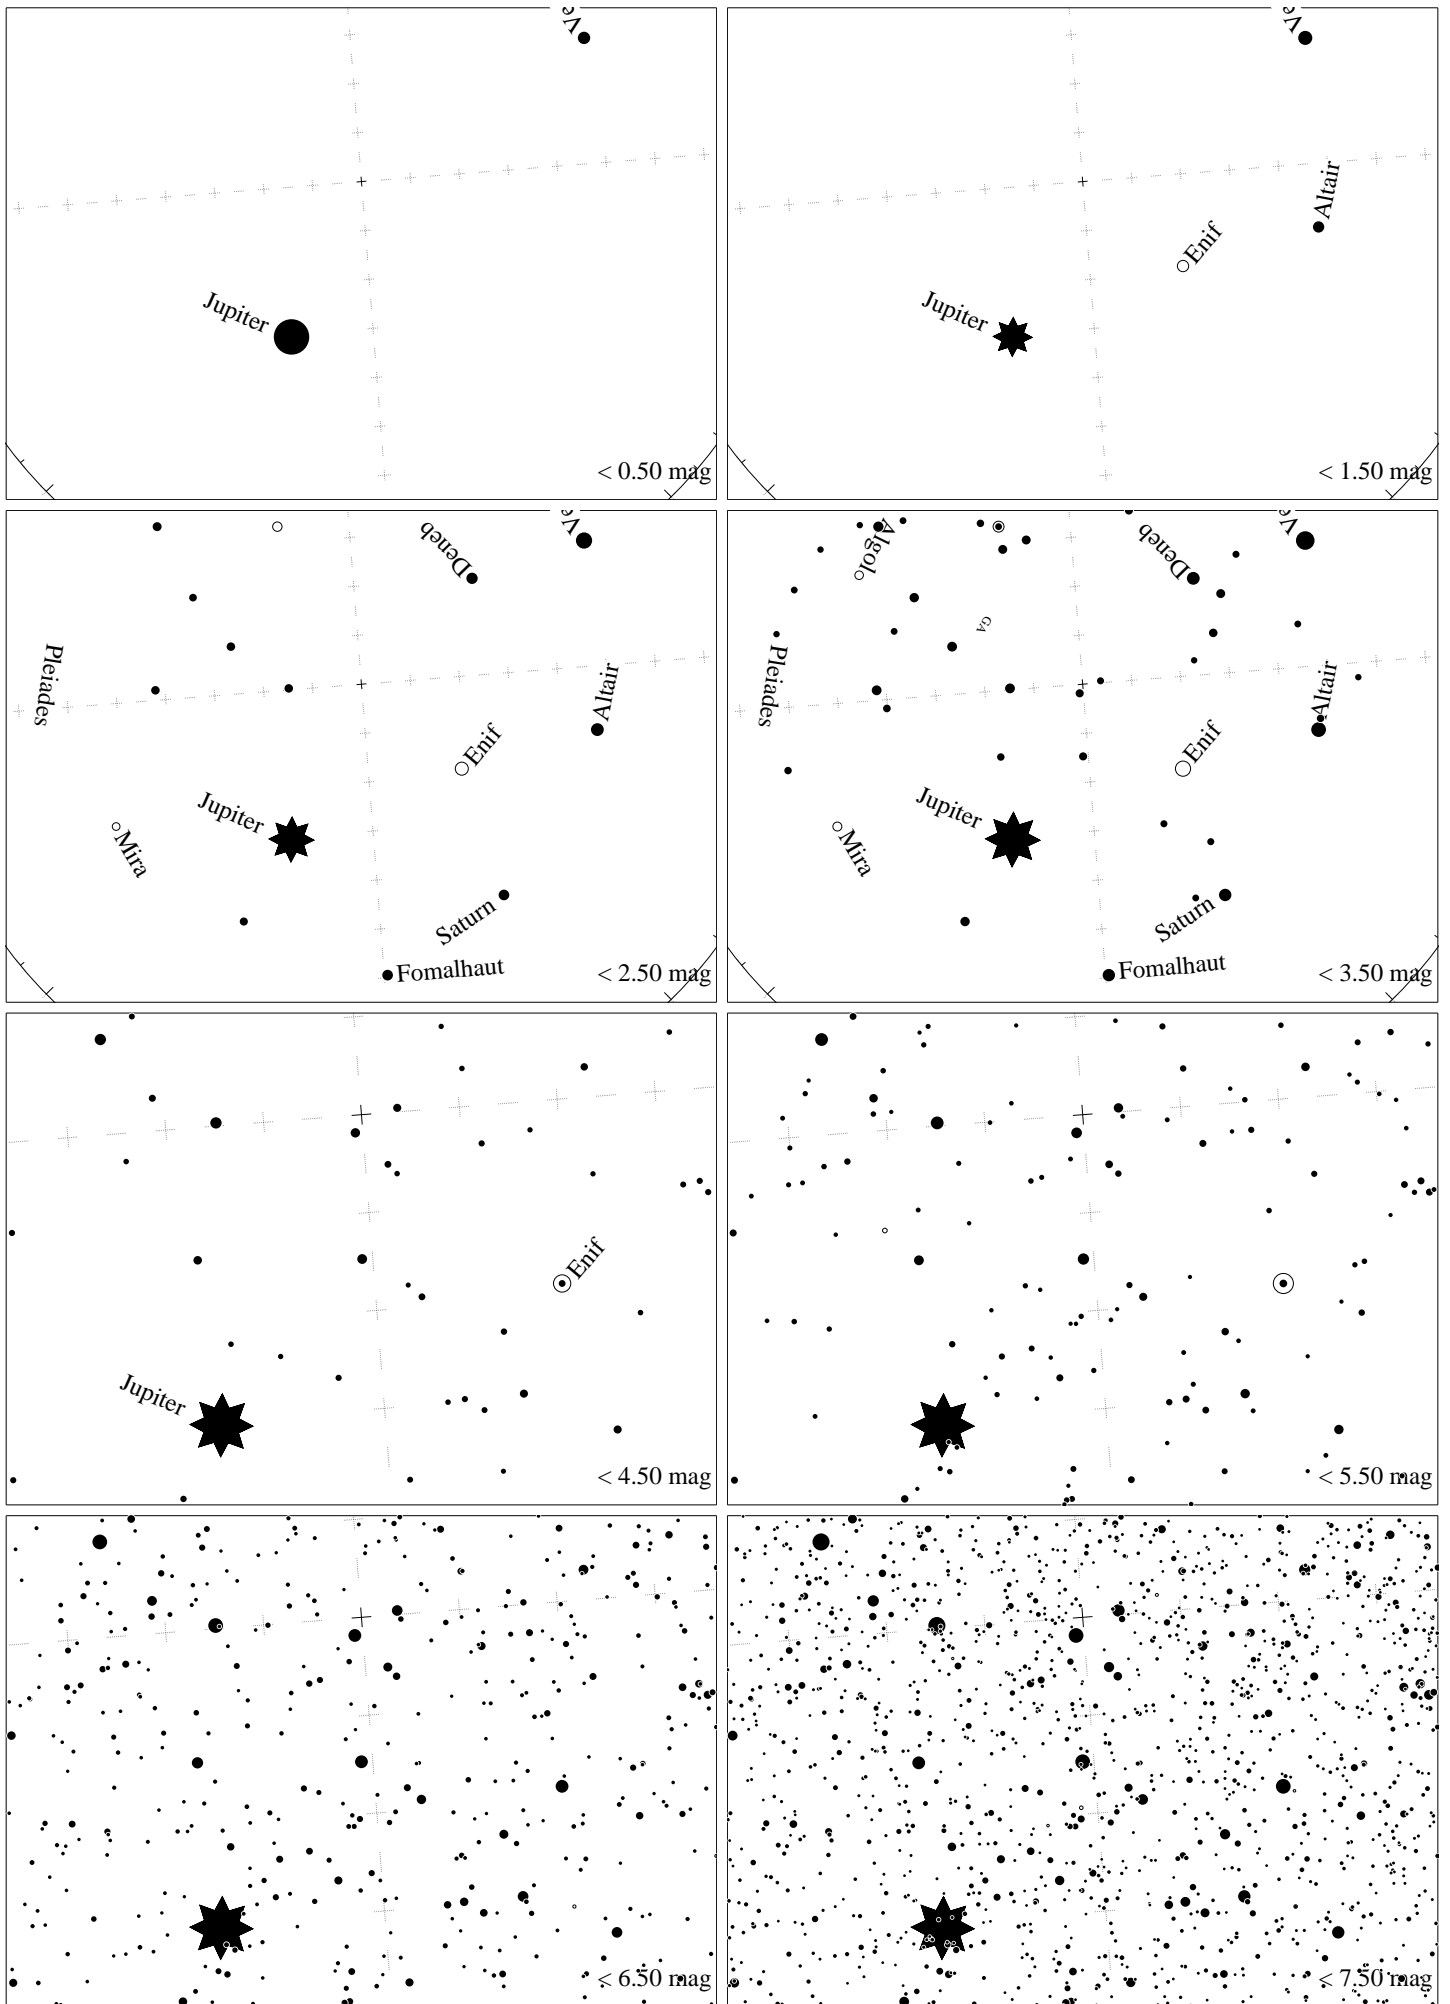 Ve
Jupiter
< 0.50 mag
Ve
Altair
Enif
Jupiter
< 1.50 mag
Ve
Deneb
Pleiades
Altair
Enif
Jupiter
Mira
Saturn
Fomalhaut
< 2.50 mag
Ve
Algol
Deneb
GA
Pleiades
Altair
Enif
Jupiter
Mira
Saturn
Fomalhaut
< 3.50 mag
Enif
Jupiter
< 4.50 mag
< 5.50 mag
< 6.50 mag
< 7.50 mag